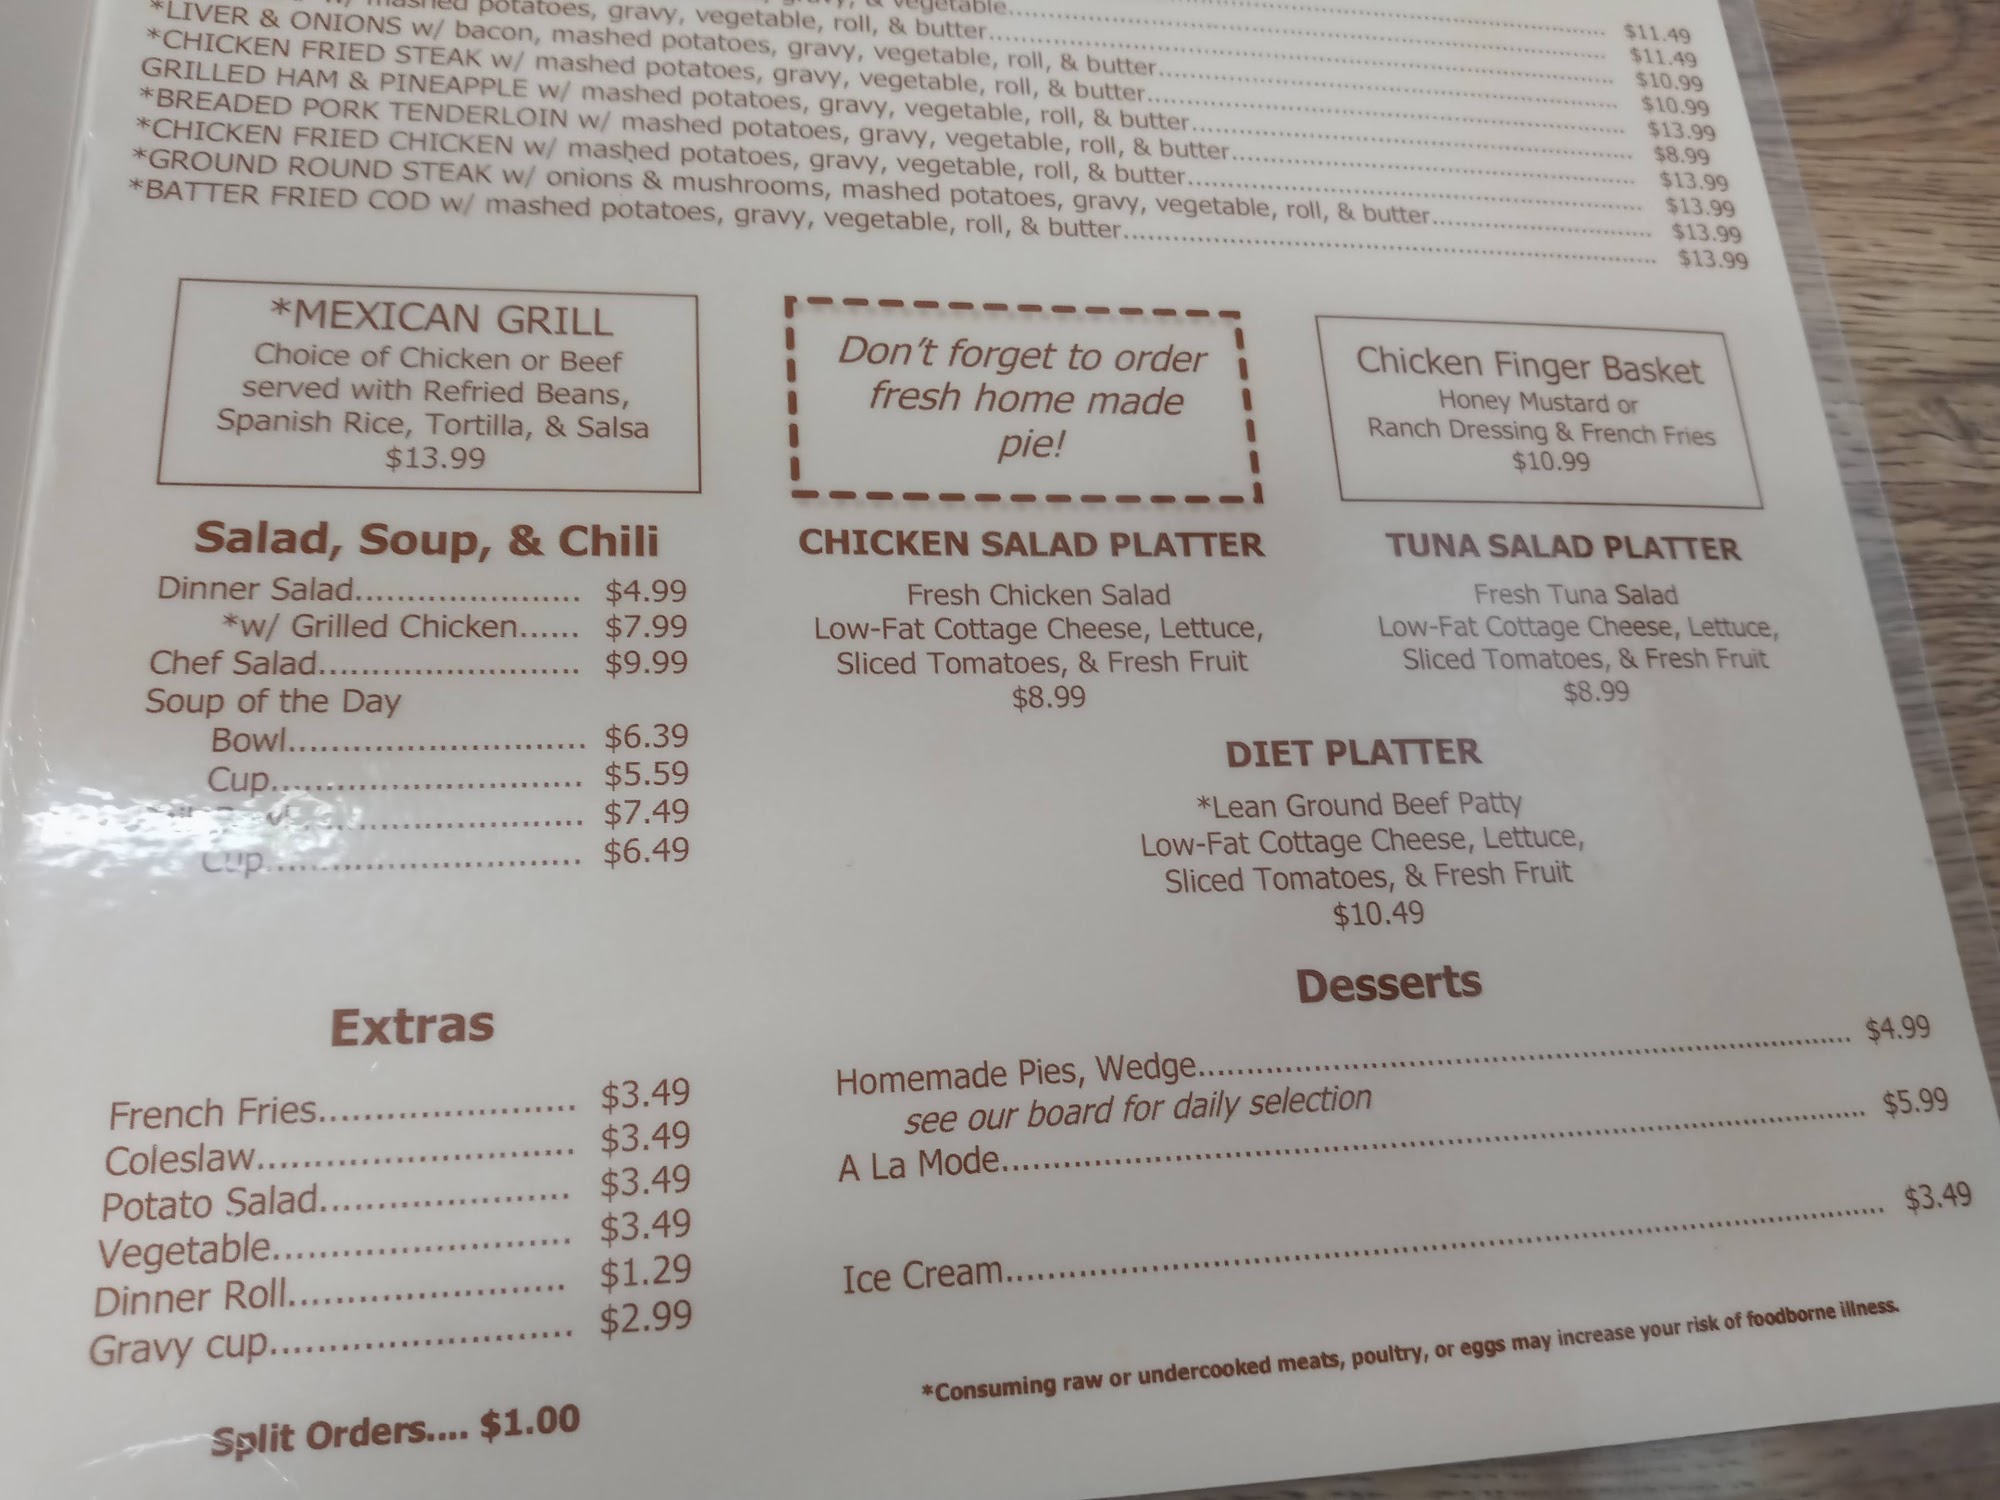 & vegetable
$11.49
$11.49
w/ mashed potatoes, gravy, vegetable, roll, & butter.......... $10.99
*LIVER & ONIONS w/ bacon, mashed potatoes, gravy, vegetable, roll, & butter.......... $10.99
*CHICKEN FRIED STEAK w/ mashed potatoes, gravy, vegetable, roll, & butter.......... $13.99
GRILLED HAM & PINEAPPLE w/ mashed potatoes, gravy, vegetable, roll, & butter.......... $8.99
*BREADED PORK TENDERLOIN w/ mashed potatoes, gravy, vegetable, roll, & butter.......... $13.99
*CHICKEN FRIED CHICKEN w/ mashed potatoes, gravy, vegetable, roll, & butter.......... $13.99
*GROUND ROUND STEAK w/ onions & mushrooms, mashed potatoes, gravy, vegetable, roll, & butter.......... $13.99
*BATTER FRIED COD w/ mashed potatoes, gravy, vegetable, roll, & butter.......... $13.99
*MEXICAN GRILL
Choice of Chicken or Beef
served with Refried Beans,
Spanish Rice, Tortilla, & Salsa
$13.99
Don't forget to order
fresh home made
pie!
Chicken Finger Basket
Honey Mustard or
Ranch Dressing & French Fries
$10.99
Salad, Soup, & Chili
Dinner Salad.......... $4.99
*w/ Grilled Chicken...... $7.99
Chef Salad.......... $9.99
Soup of the Day
Bowl.......... $6.39
Cup.......... $5.59
$7.49
Cup.......... $6.49
CHICKEN SALAD PLATTER
Fresh Chicken Salad
Low-Fat Cottage Cheese, Lettuce,
Sliced Tomatoes, & Fresh Fruit
$8.99
TUNA SALAD PLATTER
Fresh Tuna Salad
Low-Fat Cottage Cheese, Lettuce,
Sliced Tomatoes, & Fresh Fruit
$8.99
DIET PLATTER
*Lean Ground Beef Patty
Low-Fat Cottage Cheese, Lettuce,
Sliced Tomatoes, & Fresh Fruit
$10.49
Extras
French Fries.......... $3.49
Coleslaw.......... $3.49
Potato Salad.......... $3.49
Vegetable.......... $3.49
Dinner Roll.......... $1.29
Gravy cup.......... $2.99
Split Orders.... $1.00
Desserts
Homemade Pies, Wedge.......... $4.99
see our board for daily selection
A La Mode.......... $5.99
Ice Cream.......... $3.49
*Consuming raw or undercooked meats, poultry, or eggs may increase your risk of foodborne illness.